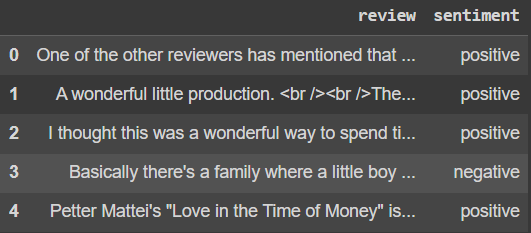 review sentiment
0 One of the other reviewers has mentioned that ... positive
1 A wonderful little production. <br /><br />The... positive
2 I thought this was a wonderful way to spend ti... positive
3 Basically there's a family where a little boy ... negative
4 Petter Mattei's "Love in the Time of Money" is... positive